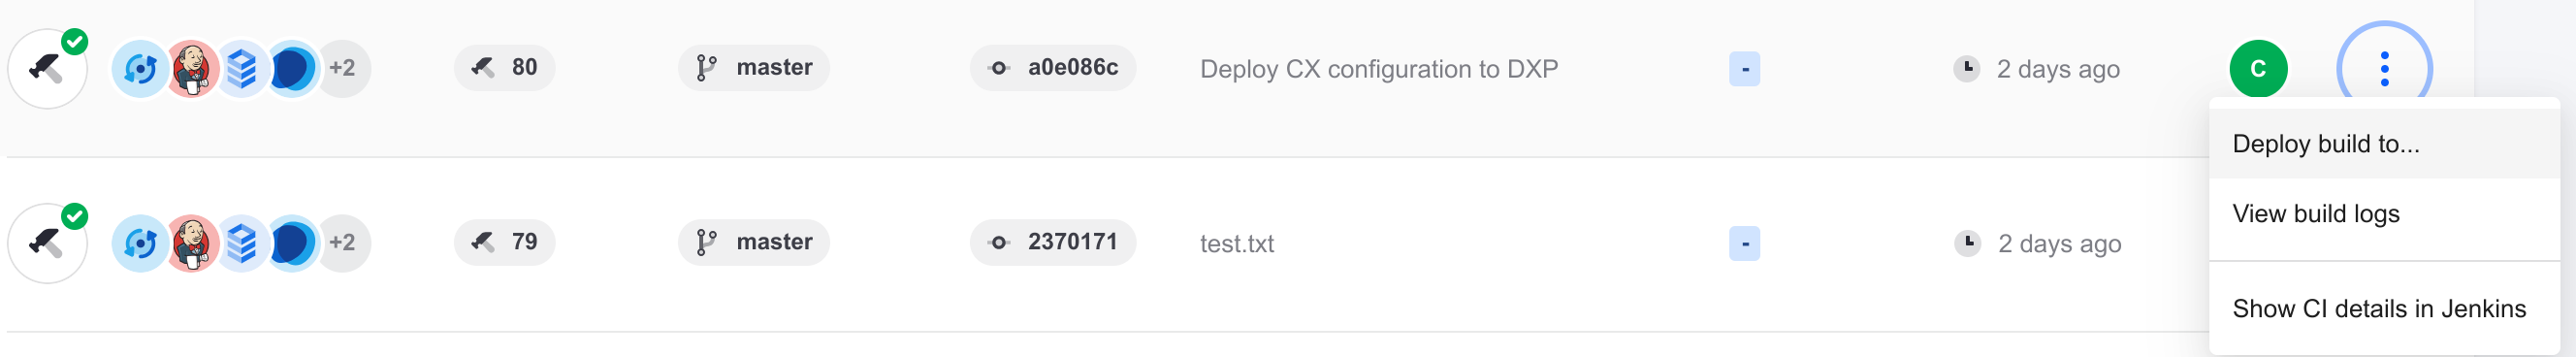 +2 80 master a0e086c Deploy CX configuration to DXP - 2 days ago C
Deploy build to...
View build logs
+2 79 master 2370171 test.txt - 2 days ago
Show CI details in Jenkins